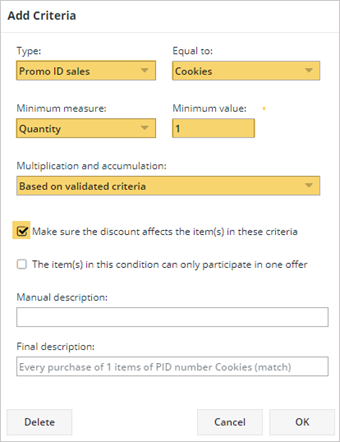 Add Criteria
Type: Equal to:
Promo ID sales Cookies
Minimum measure: Minimum value: *
Quantity 1
Multiplication and accumulation:
Based on validated criteria
Make sure the discount affects the item(s) in these criteria
The item(s) in this condition can only participate in one offer
Manual description:
Final description:
Every purchase of 1 items of PID number Cookies (match)
Delete Cancel OK